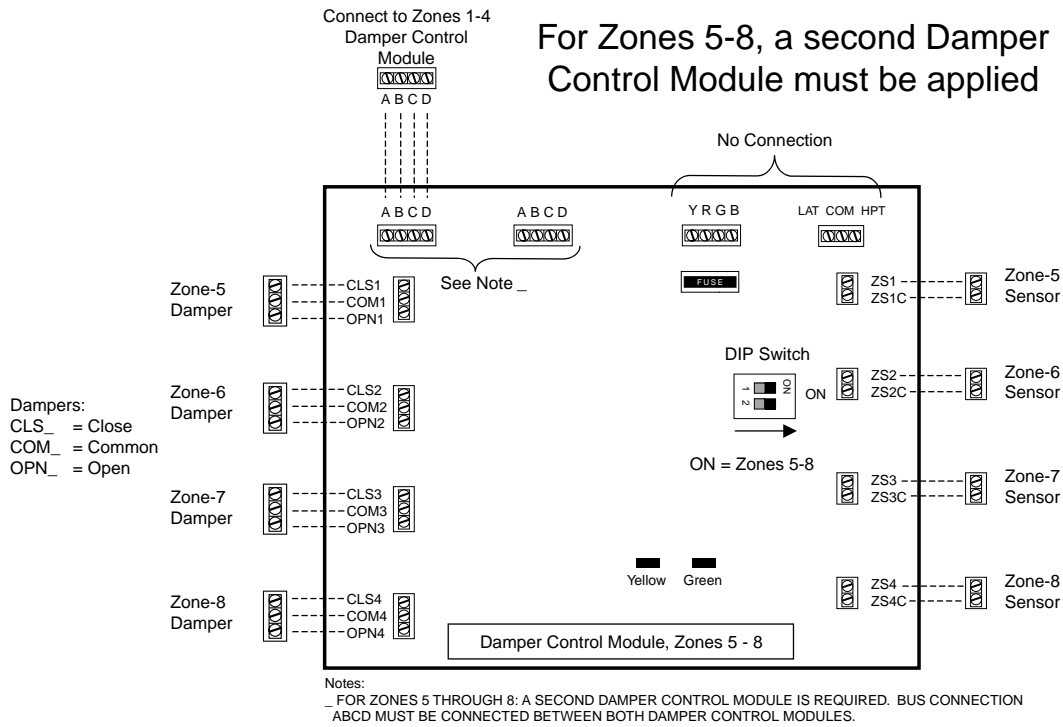 Connect to Zones 1-4
Damper Control
Module
For Zones 5-8, a second Damper
Control Module must be applied
A B C D
No Connection
A B C D
A B C D
Y R G B
LAT COM HPT
See Note _
FUSE
Zone-5
Damper
CLS1
COM1
OPN1
ZS1
ZS1C
Zone-5
Sensor
DIP Switch
1
2
ON
ON
ON = Zones 5-8
Zone-6
Damper
CLS2
COM2
OPN2
ZS2
ZS2C
Zone-6
Sensor
Dampers:
CLS_ = Close
COM_ = Common
OPN_ = Open
Zone-7
Damper
CLS3
COM3
OPN3
ZS3
ZS3C
Zone-7
Sensor
Yellow
Green
Zone-8
Damper
CLS4
COM4
OPN4
ZS4
ZS4C
Zone-8
Sensor
Damper Control Module, Zones 5 - 8
Notes:
_ FOR ZONES 5 THROUGH 8: A SECOND DAMPER CONTROL MODULE IS REQUIRED. BUS CONNECTION
ABCD MUST BE CONNECTED BETWEEN BOTH DAMPER CONTROL MODULES.